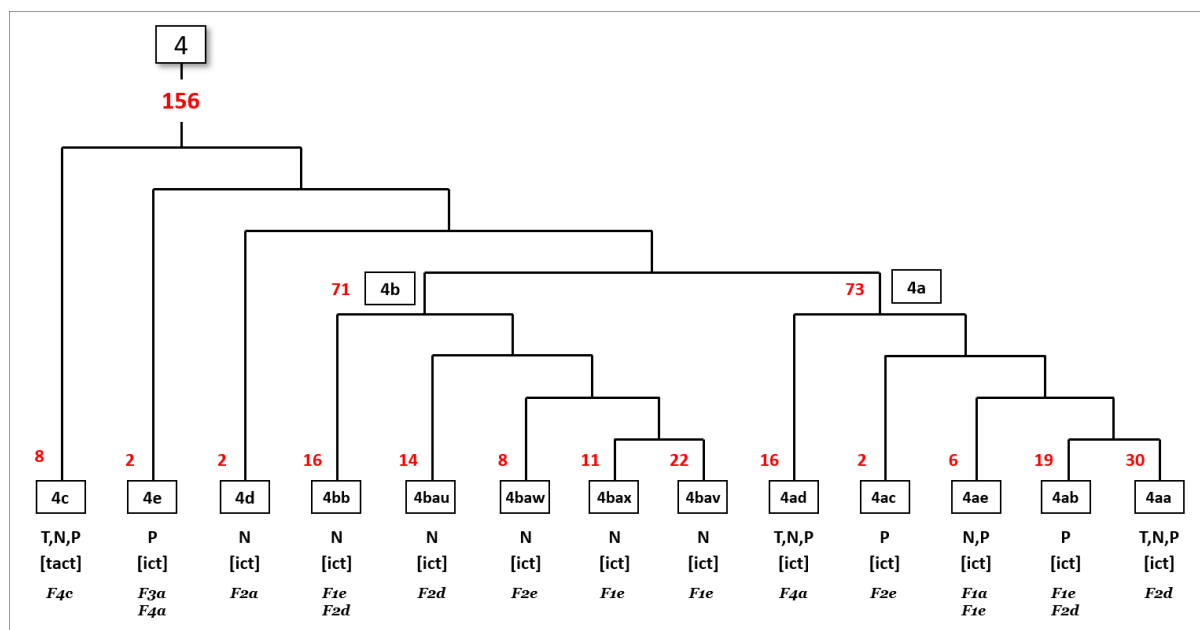 4
156
71 4b 73 4a
8 2 2 16 14 8 11 22 16 2 6 19 30
4c 4e 4d 4bb 4bau 4baw 4bax 4bav 4ad 4ac 4ae 4ab 4aa
T,N,P P N N N N N N T,N,P P N,P P T,N,P
[tact] [ict] [ict] [ict] [ict] [ict] [ict] [ict] [ict] [ict] [ict] [ict] [ict]
F4c F3a F2a F1e F2d F2e F1e F1e F4a F2e F1a F1e F2d
F4a F2d F1e F2d